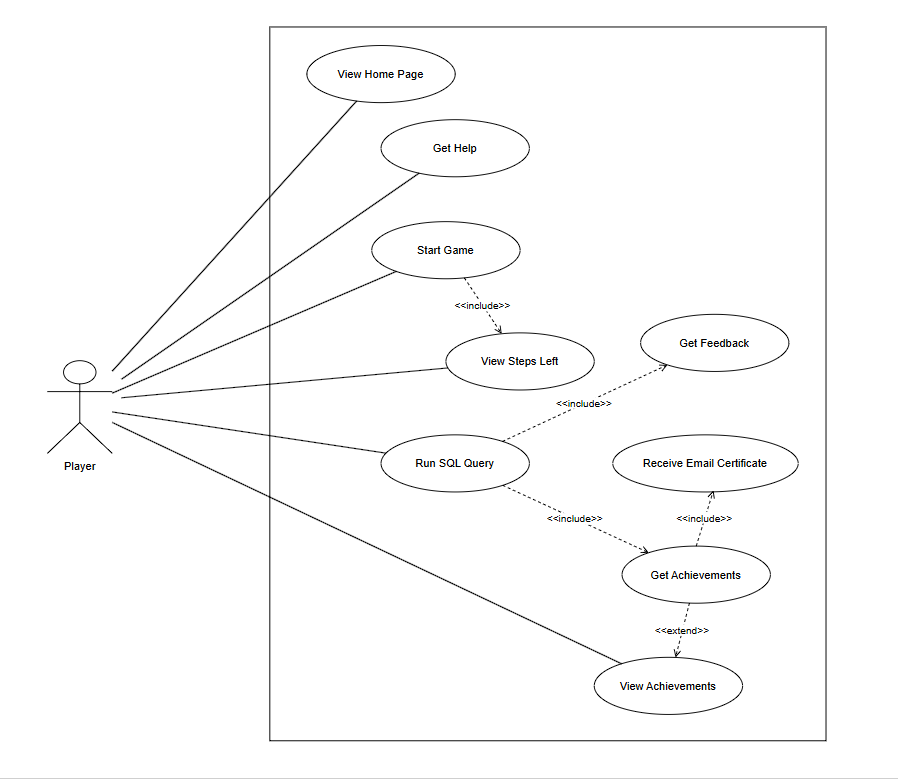 View Home Page
Get Help
Start Game
<<include>>
View Steps Left
Get Feedback
<<include>>
Run SQL Query
Receive Email Certificate
Player
<<include>>
<<include>>
Get Achievements
<<extend>>
View Achievements